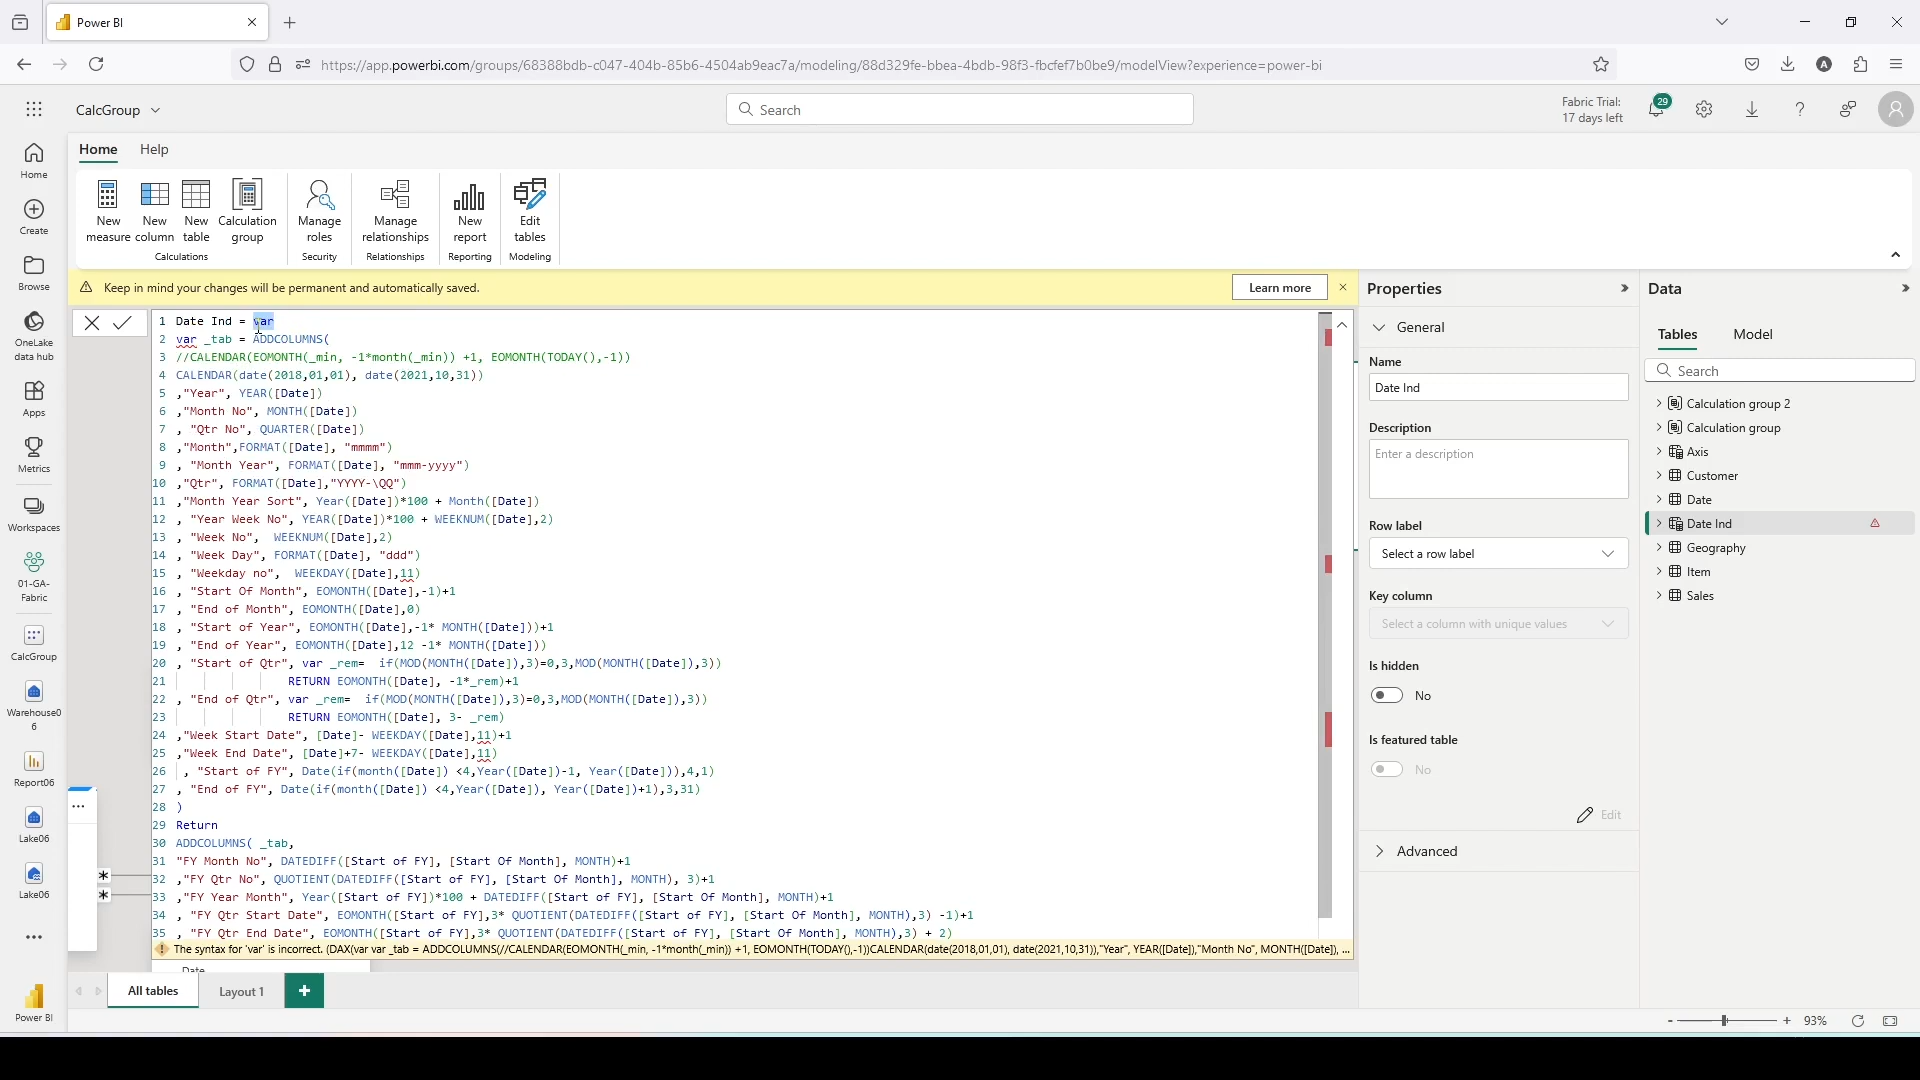 Power BI
https://app.powerbi.com/groups/68388bdb-c047-404b-85b6-4504ab9eac7a/modeling/88d329fe-bbea-4bdb-98f3-fbcfef7b0be9/modelView?experience=power-bi
CalcGroup
Search
Fabric Trial:
17 days left
29
Home
Help
Home
Create
Browse
OneLake
data hub
Apps
Metrics
Workspaces
01-GA-
Fabric
CalcGroup
Warehouse0
6
Report06
Lake06
Lake06
Power BI
New
measure
New
column
New
table
Calculation
group
Calculations
Manage
roles
Security
Manage
relationships
Relationships
New
report
Reporting
Edit
tables
Modeling
Keep in mind your changes will be permanent and automatically saved.
Learn more
1 Date Ind = var
2 var _tab = ADDCOLUMNS(
3 //CALENDAR(EOMONTH(_min, -1*month(_min)) +1, EOMONTH(TODAY(),-1))
4 CALENDAR(date(2018,01,01), date(2021,10,31))
5 ,"Year", YEAR([Date])
6 ,"Month No", MONTH([Date])
7 , "Qtr No", QUARTER([Date])
8 ,"Month",FORMAT([Date], "mmmm")
9 , "Month Year", FORMAT([Date], "mmm-yyyy")
10 ,"Qtr", FORMAT([Date],"YYYY-\QQ")
11 ,"Month Year Sort", Year([Date])*100 + Month([Date])
12 , "Year Week No", YEAR([Date])*100 + WEEKNUM([Date],2)
13 , "Week No",  WEEKNUM([Date],2)
14 , "Week Day", FORMAT([Date], "ddd")
15 , "Weekday no",  WEEKDAY([Date],11)
16 , "Start Of Month", EOMONTH([Date],-1)+1
17 , "End of Month", EOMONTH([Date],0)
18 , "Start of Year", EOMONTH([Date],-1* MONTH([Date]))+1
19 , "End of Year", EOMONTH([Date],12 -1* MONTH([Date]))
20 , "Start of Qtr", var _rem=  if(MOD(MONTH([Date]),3)=0,3,MOD(MONTH([Date]),3))
21 RETURN EOMONTH([Date], -1*_rem)+1
22 , "End of Qtr", var _rem=  if(MOD(MONTH([Date]),3)=0,3,MOD(MONTH([Date]),3))
23 RETURN EOMONTH([Date], 3- _rem)
24 ,"Week Start Date", [Date]- WEEKDAY([Date],11)+1
25 ,"Week End Date", [Date]+7- WEEKDAY([Date],11)
26 , "Start of FY", Date(if(month([Date]) <4,Year([Date])-1, Year([Date])),4,1)
27 , "End of FY", Date(if(month([Date]) <4,Year([Date]), Year([Date])+1),3,31)
28 )
29 Return
30 ADDCOLUMNS( _tab,
31 "FY Month No", DATEDIFF([Start of FY], [Start Of Month], MONTH)+1
32 ,"FY Qtr No", QUOTIENT(DATEDIFF([Start of FY], [Start Of Month], MONTH), 3)+1
33 ,"FY Year Month", Year([Start of FY])*100 + DATEDIFF([Start of FY], [Start Of Month], MONTH)+1
34 , "FY Qtr Start Date", EOMONTH([Start of FY],3* QUOTIENT(DATEDIFF([Start of FY], [Start Of Month], MONTH),3) -1)+1
35 , "FY Qtr End Date", EOMONTH([Start of FY],3* QUOTIENT(DATEDIFF([Start of FY], [Start Of Month], MONTH),3) + 2)
The syntax for 'var' is incorrect. (DAX(var var _tab = ADDCOLUMNS(//CALENDAR(EOMONTH(_min, -1*month(_min)) +1, EOMONTH(TODAY(),-1))CALENDAR(date(2018,01,01), date(2021,10,31)),"Year", YEAR([Date]),"Month No", MONTH([Date]), ...
Date
All tables
Layout 1
Properties
General
Name
Date Ind
Description
Enter a description
Row label
Select a row label
Key column
Select a column with unique values
Is hidden
No
Is featured table
No
Edit
Advanced
Data
Tables
Model
Search
Calculation group 2
Calculation group
Axis
Customer
Date
Date Ind
Geography
Item
Sales
- + 93%